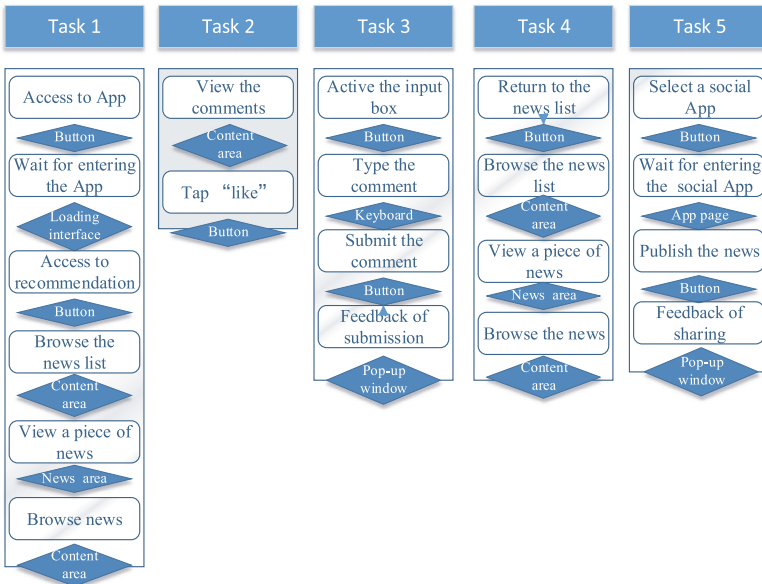 Task 1
Access to App
Button
Wait for entering
the App
Loading
interface
Access to
recommendation
Button
Browse the
news list
Content
area
View a piece of
news
News area
Browse news
Content
area
Task 2
View the
comments
Content
area
Tap “like”
Button
Task 3
Active the input
box
Button
Type the
comment
Keyboard
Submit the
comment
Button
Feedback of
submission
Pop-up
window
Task 4
Return to the
news list
Button
Browse the news
list
Content
area
View a piece of
news
News area
Browse the news
Content
area
Task 5
Select a social
App
Button
Wait for entering
the social App
App page
Publish the news
Button
Feedback of
sharing
Pop-up
window